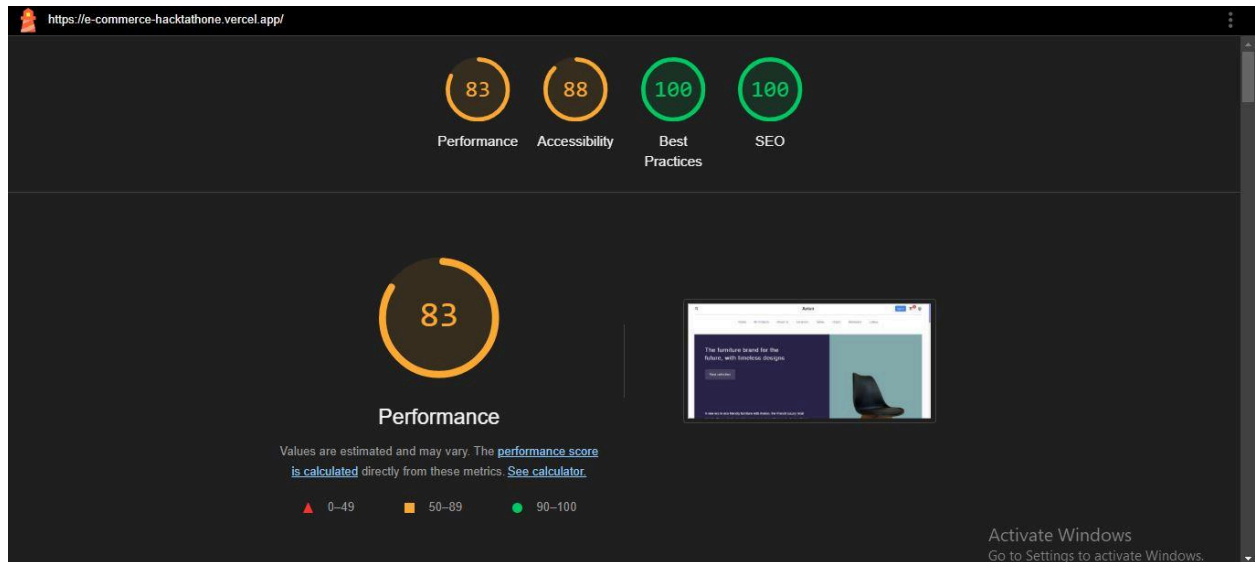 https://e-commerce-hacktathone.vercel.app/
83
88
100
100
Performance
Accessibility
Best
Practices
SEO
83
Performance
Values are estimated and may vary. The performance score
is calculated directly from these metrics. See calculator.
0–49
50–89
90–100
The furniture brand for the
future, with timeless designs
Activate Windows
Go to Settings to activate Windows.